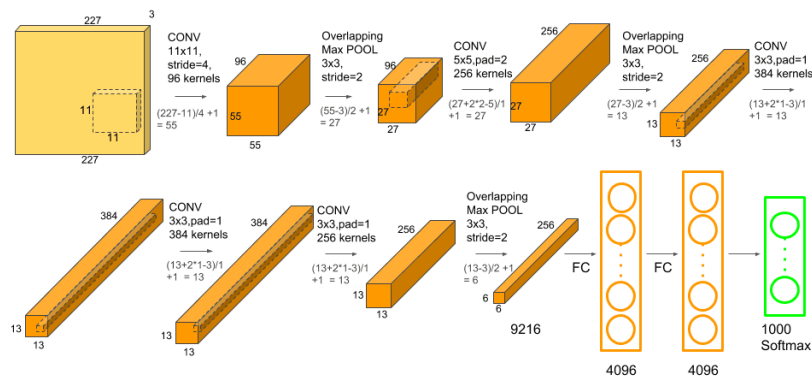 227
3
11
11
227
CONV
11x11,
stride=4,
96 kernels
(227-11)/4 +1
= 55
96
55
55
Overlapping
Max POOL
3x3,
stride=2
(55-3)/2 +1
= 27
96
27
27
CONV
5x5,pad=2
256 kernels
(27+2*2-5)/1
+1 = 27
256
27
27
Overlapping
Max POOL
3x3,
stride=2
(27-3)/2 +1
= 13
256
13
13
CONV
3x3,pad=1
384 kernels
(13+2*1-3)/1
+1 = 13
384
13
13
CONV
3x3,pad=1
384 kernels
(13+2*1-3)/1
+1 = 13
384
13
13
CONV
3x3,pad=1
256 kernels
(13+2*1-3)/1
+1 = 13
256
13
13
Overlapping
Max POOL
3x3,
stride=2
(13-3)/2 +1
= 6
256
6
6
9216
FC
4096
FC
4096
1000
Softmax